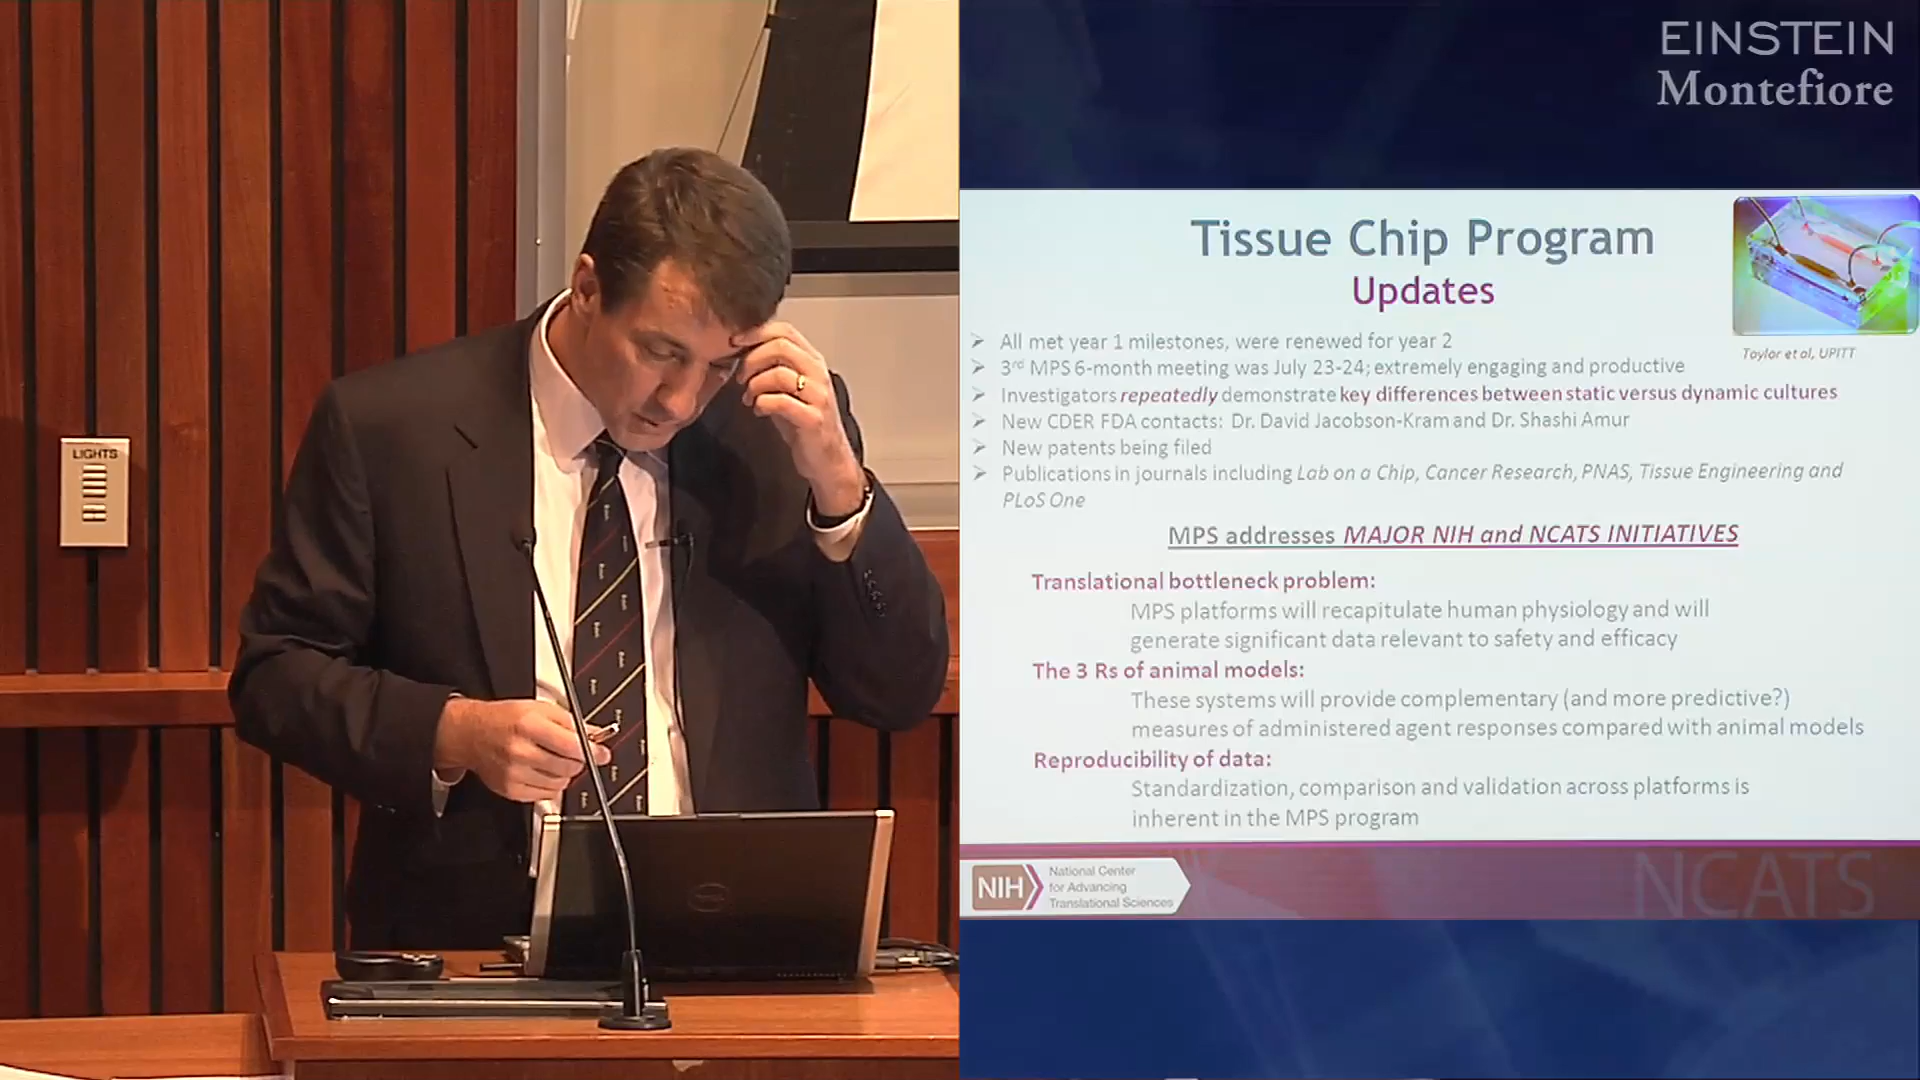 LIGHTS
EINSTEIN
Montefiore
Tissue Chip Program
Updates
Taylor et al, UPITT
➢ All met year 1 milestones, were renewed for year 2
➢ 3rd MPS 6-month meeting was July 23-24; extremely engaging and productive
➢ Investigators repeatedly demonstrate key differences between static versus dynamic cultures
➢ New CDER FDA contacts: Dr. David Jacobson-Kram and Dr. Shashi Amur
➢ New patents being filed
➢ Publications in journals including Lab on a Chip, Cancer Research, PNAS, Tissue Engineering and
PLoS One
MPS addresses MAJOR NIH and NCATS INITIATIVES
Translational bottleneck problem:
MPS platforms will recapitulate human physiology and will
generate significant data relevant to safety and efficacy
The 3 Rs of animal models:
These systems will provide complementary (and more predictive?)
measures of administered agent responses compared with animal models
Reproducibility of data:
Standardization, comparison and validation across platforms is
inherent in the MPS program
NIH
National Center
for Advancing
Translational Sciences
NCATS